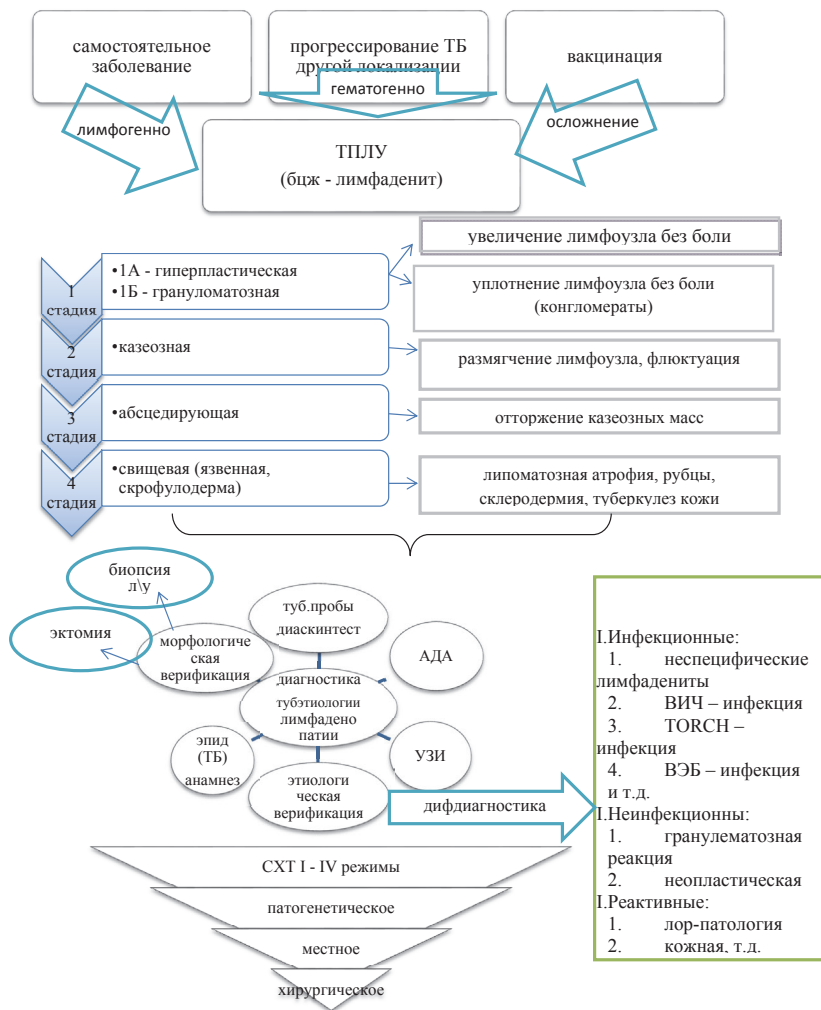 самостоятельное
заболевание
прогрессирование ТБ
другой локализации
вакцинация
гематогенно
лимфогенно
осложнение
ТПЛУ
(бцж - лимфаденит)
1
стадия
•1А - гиперпластическая
•1Б - грануломатозная
увеличение лимфоузла без боли
уплотнение лимфоузла без боли
(конгломераты)
2
стадия
•казеозная
размягчение лимфоузла, флюктуация
3
стадия
•абсцедирующая
отторжение казеозных масс
4
стадия
•свищевая (язвенная,
скрофулодерма)
липоматозная атрофия, рубцы,
склеродермия, туберкулез кожи
биопсия
л\у
эктомия
морфологиче
ская
верификация
туб.пробы
диаскинтест
АДА
диагностика
тубэтиологии
лимфадено
патии
эпид
(ТБ)
анамнез
УЗИ
этиологи
ческая
верификация
дифдиагностика
I.Инфекционные:
1. неспецифические
лимфадениты
2. ВИЧ – инфекция
3. TORCH –
инфекция
4. ВЭБ – инфекция
и т.д.
I.Неинфекционны:
1. гранулематозная
реакция
2. неопластическая
I.Реактивные:
1. лор-патология
2. кожная, т.д.
СХТ I - IV режимы
патогенетическое
местное
хирургическое